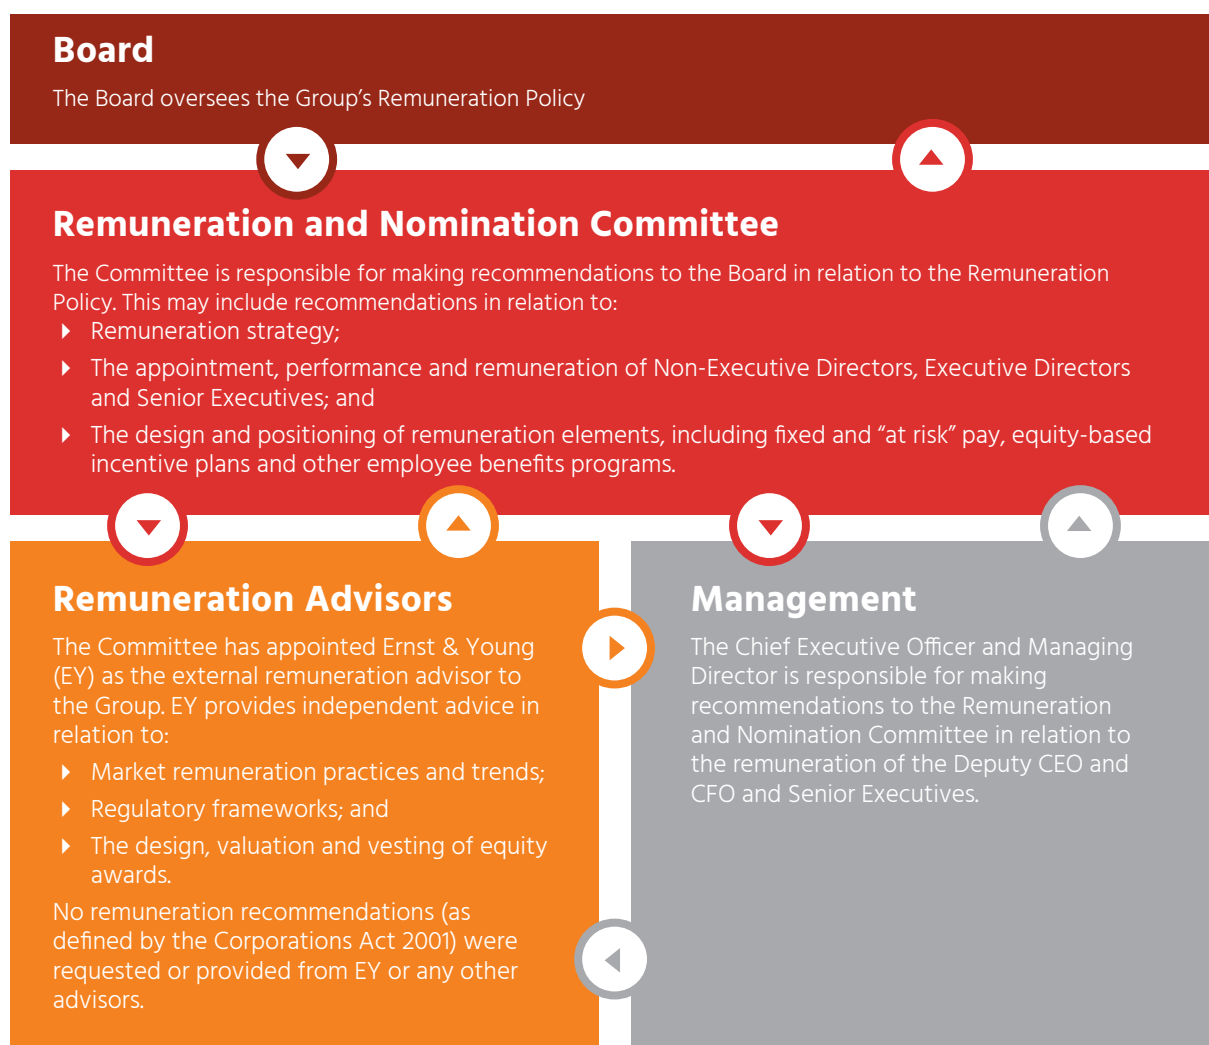 Board
The Board oversees the Group’s Remuneration Policy
Remuneration and Nomination Committee
The Committee is responsible for making recommendations to the Board in relation to the Remuneration
Policy. This may include recommendations in relation to:
Remuneration strategy;
The appointment, performance and remuneration of Non-Executive Directors, Executive Directors
and Senior Executives; and
The design and positioning of remuneration elements, including fixed and “at risk” pay, equity-based
incentive plans and other employee benefits programs.
Remuneration Advisors
The Committee has appointed Ernst & Young
(EY) as the external remuneration advisor to
the Group. EY provides independent advice in
relation to:
Market remuneration practices and trends;
Regulatory frameworks; and
The design, valuation and vesting of equity
awards.
No remuneration recommendations (as
defined by the Corporations Act 2001) were
requested or provided from EY or any other
advisors.
Management
The Chief Executive Officer and Managing
Director is responsible for making
recommendations to the Remuneration
and Nomination Committee in relation to
the remuneration of the Deputy CEO and
CFO and Senior Executives.